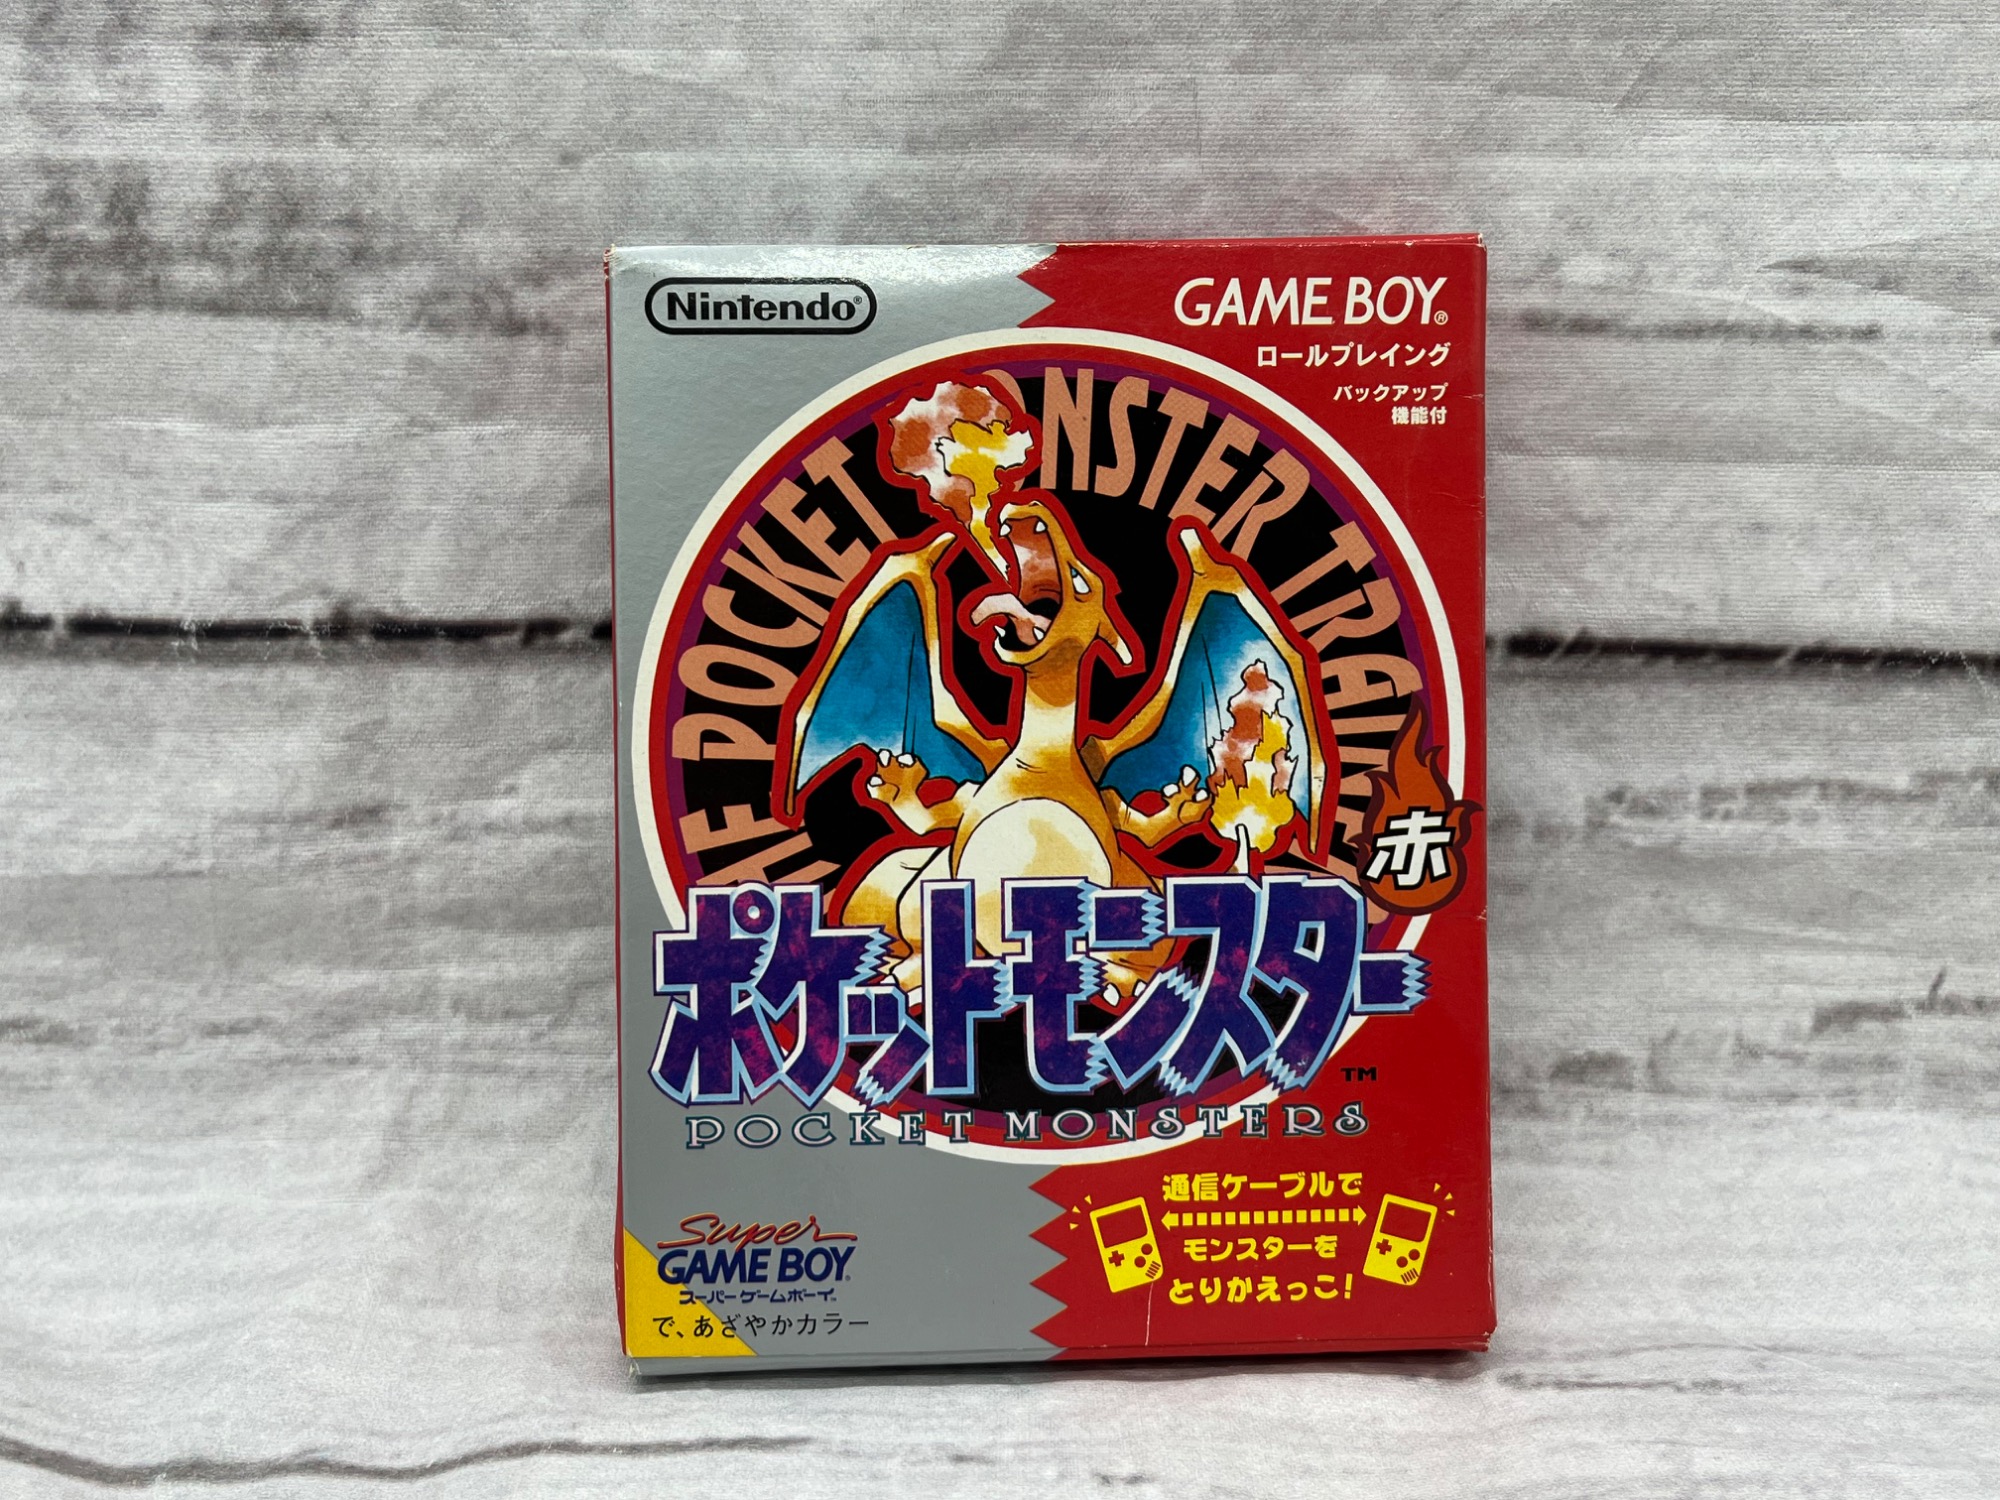 Nintendo®
GAME BOY®
ロールプレイング
バックアップ
機能付
POCKET MONSTER TRAINER
赤
ポケットモンスター
TM
POCKET MONSTERS
通信ケーブルで
モンスターを
とりかえっこ!
Super
GAME BOY®
スーパーゲームボーイ™
で、あざやかカラー